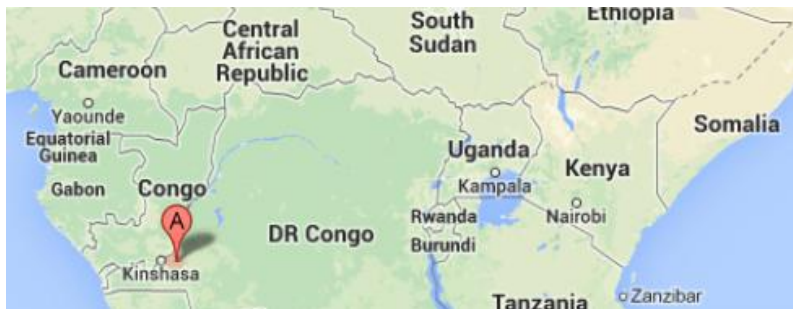 Central
African
Republic
South
Sudan
Ethiopia
Cameroon
Yaounde
Equatorial
Guinea
Somalia
Uganda
Kenya
Gabon
Congo
Kampala
A
Rwanda
Nairobi
DR Congo
Burundi
Kinshasa
Tanzania
Zanzibar